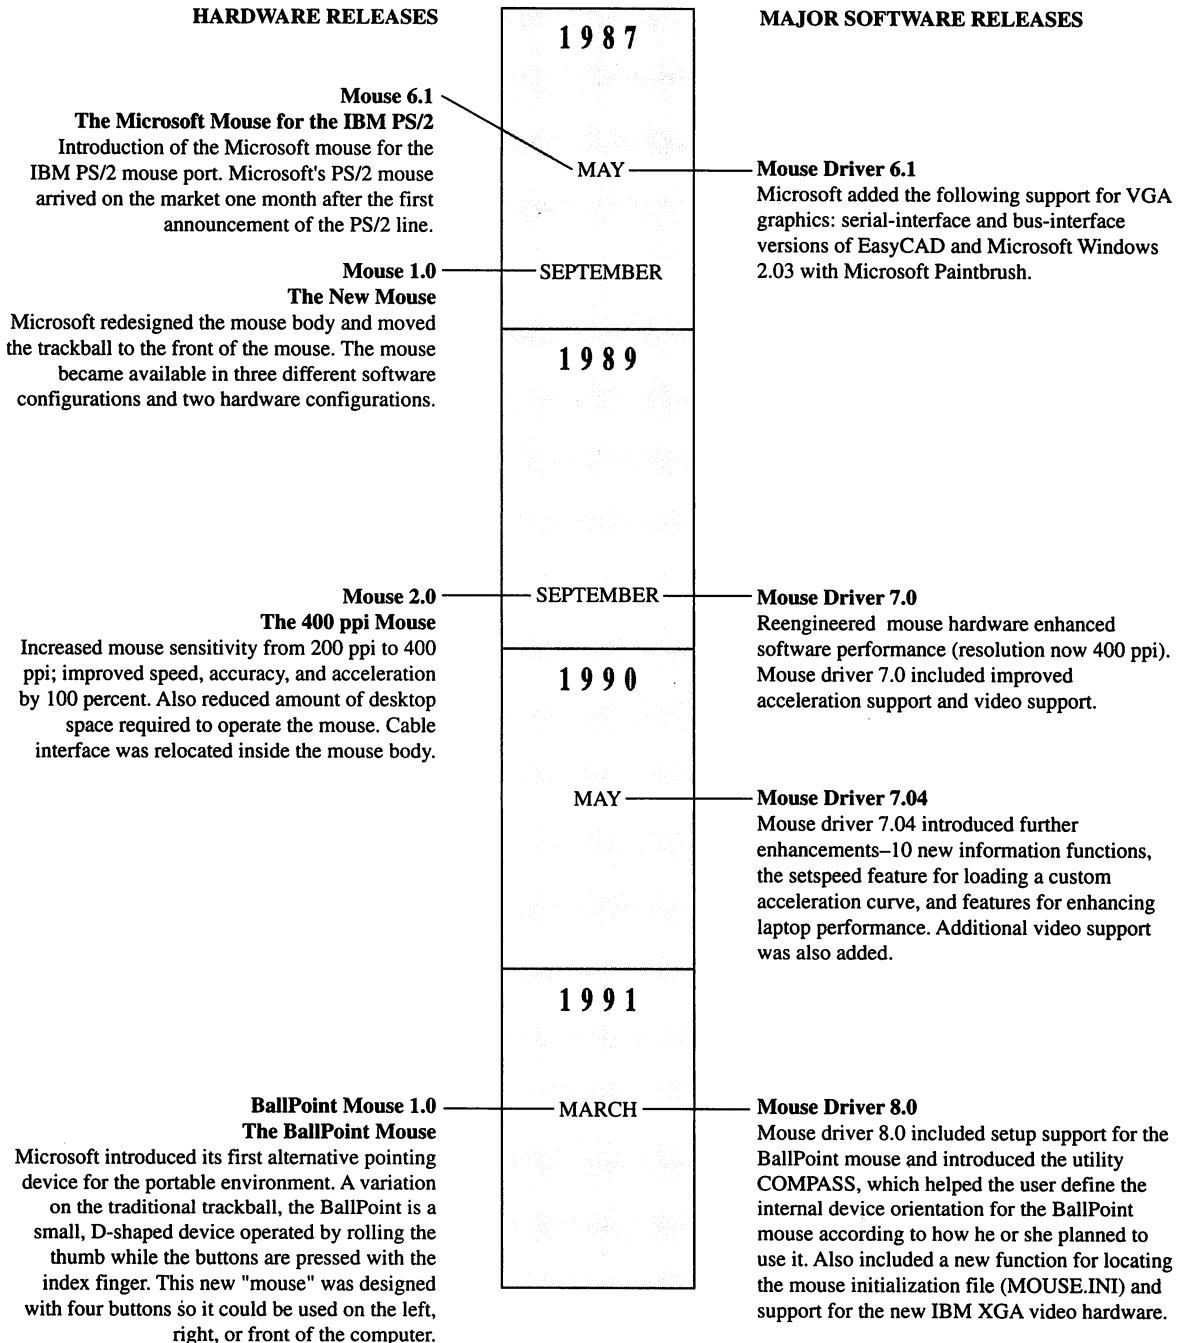 HARDWARE RELEASES
1987
MAJOR SOFTWARE RELEASES
Mouse 6.1
The Microsoft Mouse for the IBM PS/2
Introduction of the Microsoft mouse for the
IBM PS/2 mouse port. Microsoft's PS/2 mouse
arrived on the market one month after the first
announcement of the PS/2 line.
MAY
Mouse Driver 6.1
Microsoft added the following support for VGA
graphics: serial-interface and bus-interface
versions of EasyCAD and Microsoft Windows
2.03 with Microsoft Paintbrush.
Mouse 1.0
The New Mouse
Microsoft redesigned the mouse body and moved
the trackball to the front of the mouse. The mouse
became available in three different software
configurations and two hardware configurations.
SEPTEMBER
1989
Mouse 2.0
The 400 ppi Mouse
Increased mouse sensitivity from 200 ppi to 400
ppi; improved speed, accuracy, and acceleration
by 100 percent. Also reduced amount of desktop
space required to operate the mouse. Cable
interface was relocated inside the mouse body.
SEPTEMBER
Mouse Driver 7.0
Reengineered mouse hardware enhanced
software performance (resolution now 400 ppi).
Mouse driver 7.0 included improved
acceleration support and video support.
1990
MAY
Mouse Driver 7.04
Mouse driver 7.04 introduced further
enhancements–10 new information functions,
the setspeed feature for loading a custom
acceleration curve, and features for enhancing
laptop performance. Additional video support
was also added.
1991
BallPoint Mouse 1.0
The BallPoint Mouse
Microsoft introduced its first alternative pointing
device for the portable environment. A variation
on the traditional trackball, the BallPoint is a
small, D-shaped device operated by rolling the
thumb while the buttons are pressed with the
index finger. This new "mouse" was designed
with four buttons so it could be used on the left,
right, or front of the computer.
MARCH
Mouse Driver 8.0
Mouse driver 8.0 included setup support for the
BallPoint mouse and introduced the utility
COMPASS, which helped the user define the
internal device orientation for the BallPoint
mouse according to how he or she planned to
use it. Also included a new function for locating
the mouse initialization file (MOUSE.INI) and
support for the new IBM XGA video hardware.